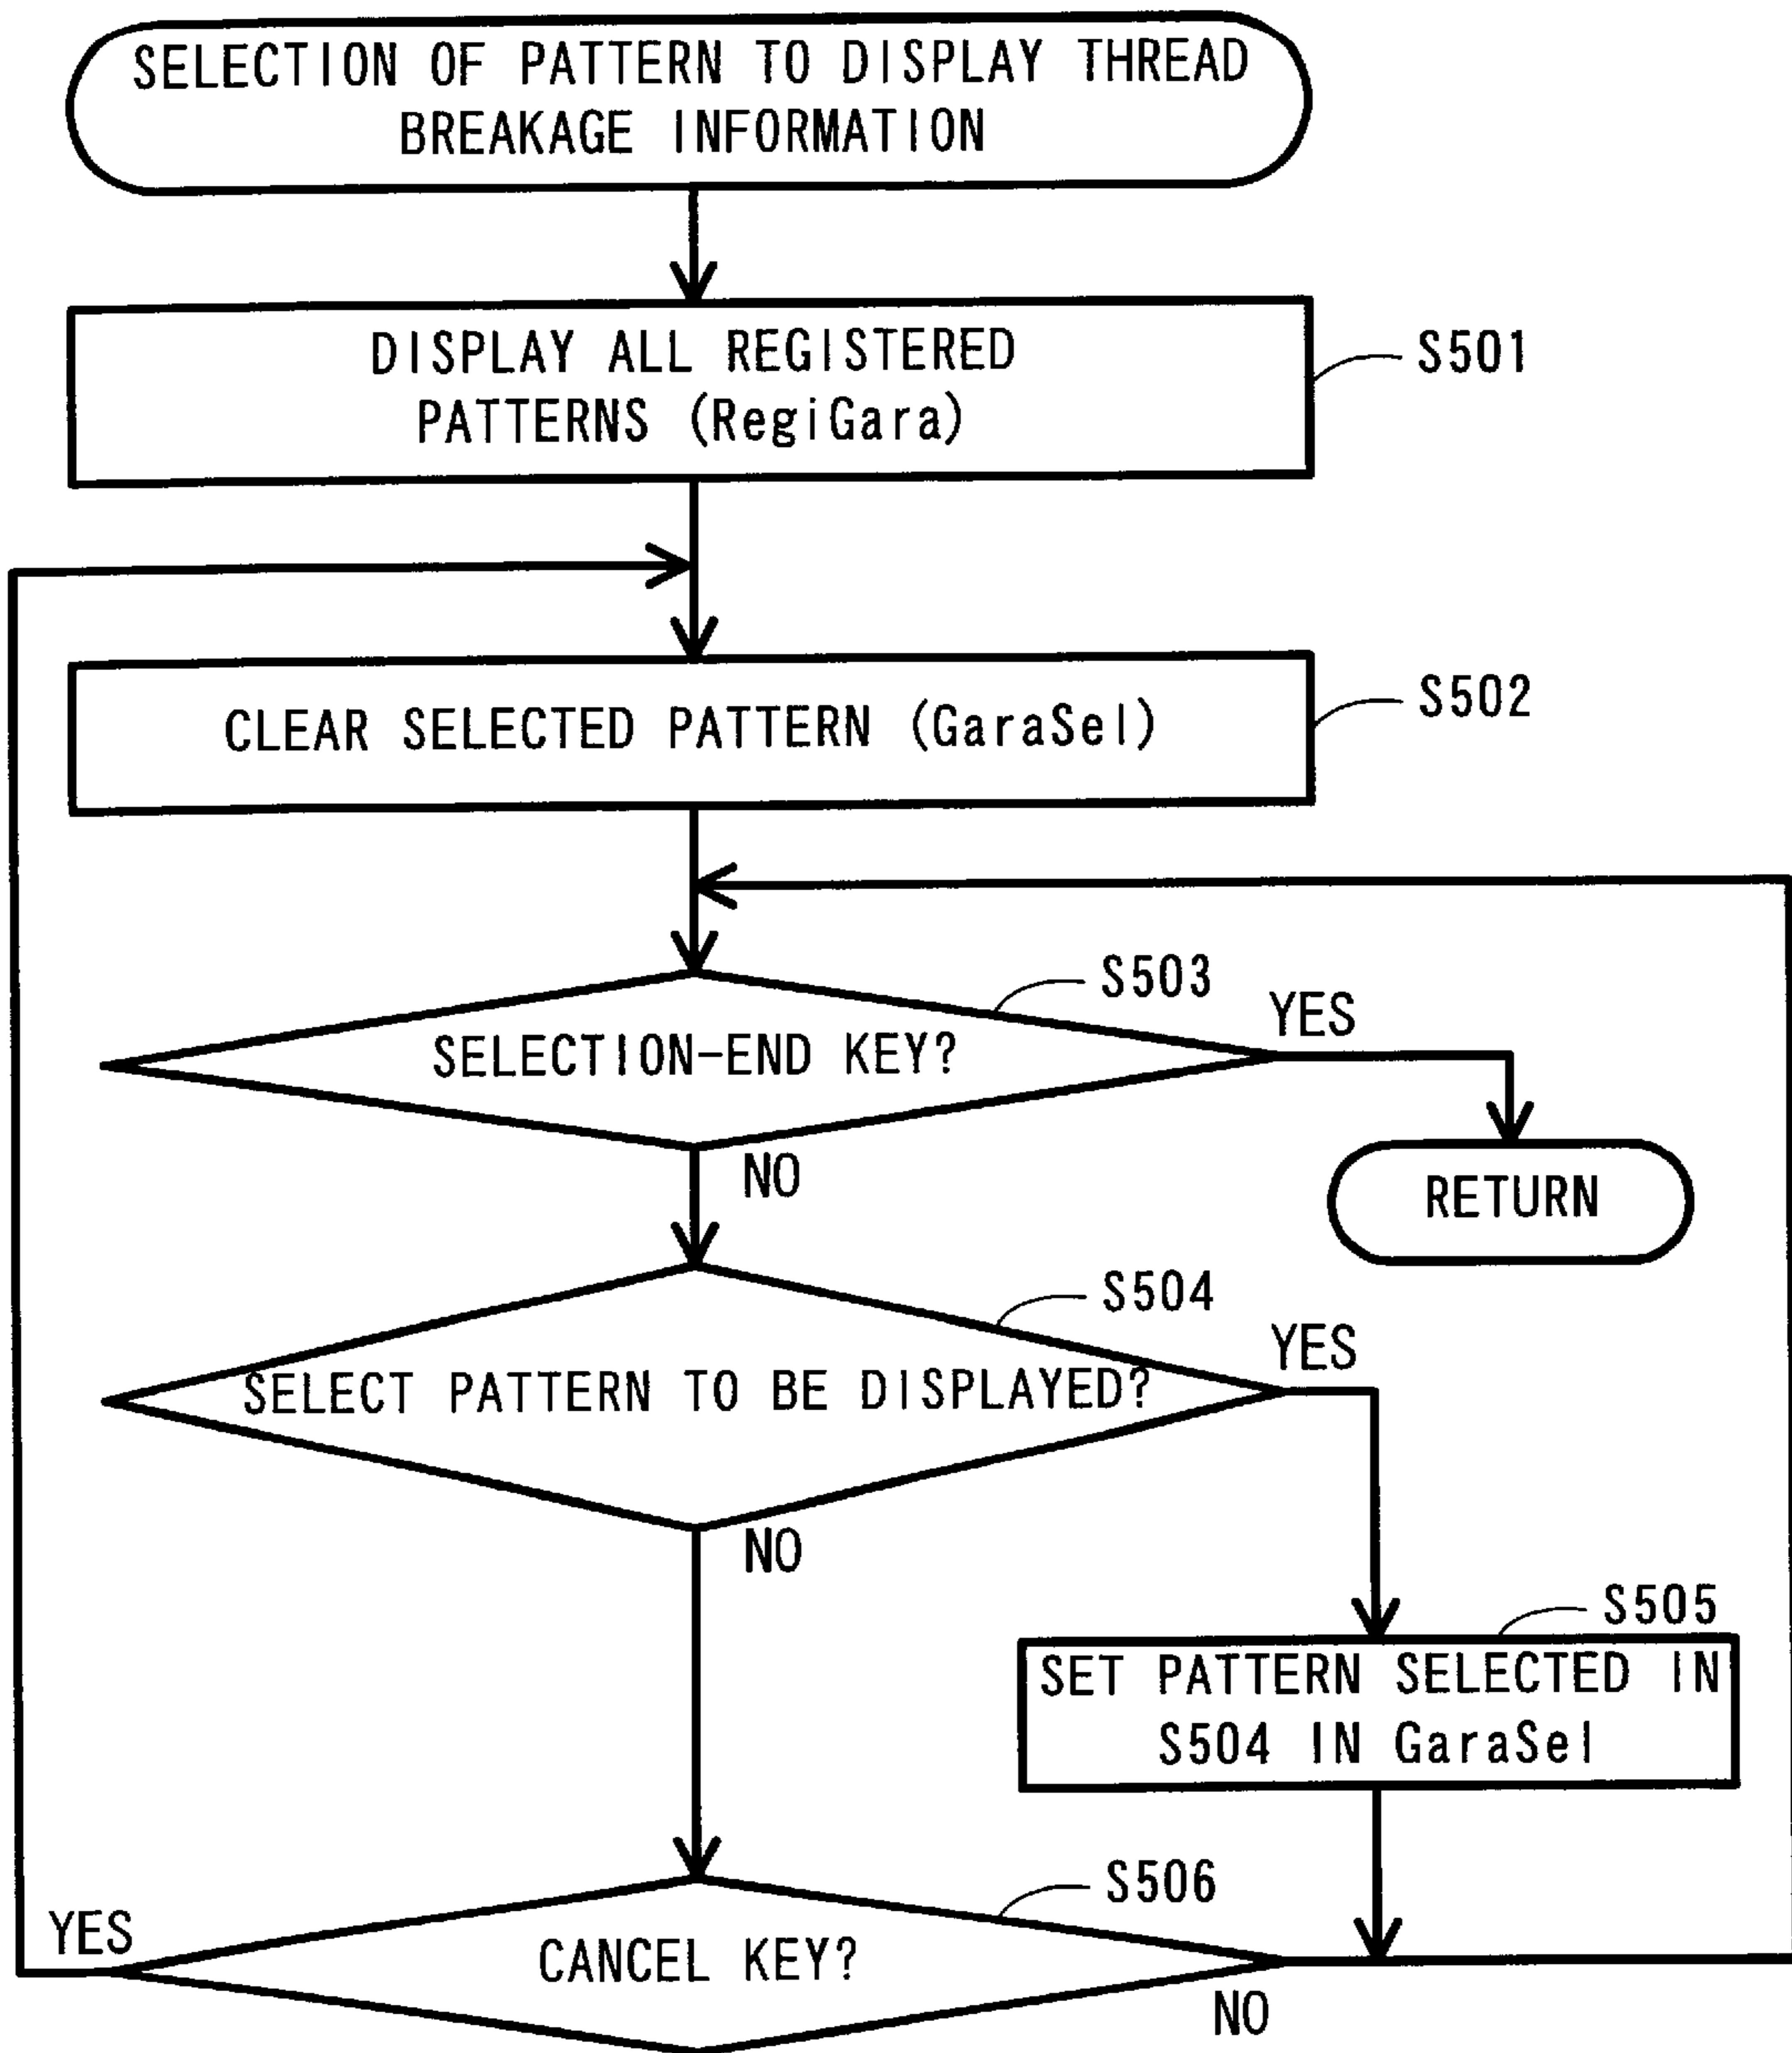 SELECTION OF PATTERN TO DISPLAY THREAD
BREAKAGE INFORMATION
DISPLAY ALL REGISTERED
PATTERNS (RegiGara)
S501
CLEAR SELECTED PATTERN (GaraSel)
S502
S503
SELECTION-END KEY?
YES
NO
RETURN
S504
SELECT PATTERN TO BE DISPLAYED?
YES
NO
S505
SET PATTERN SELECTED IN
S504 IN GaraSel
S506
YES
CANCEL KEY?
NO